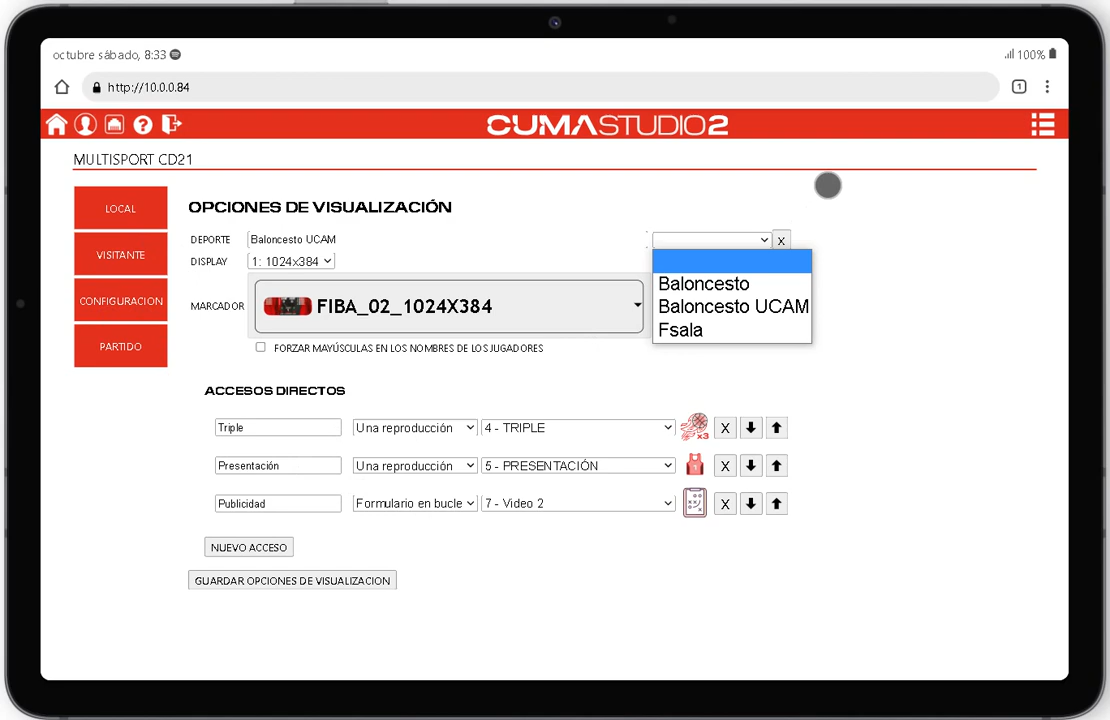 octubre sábado, 8:33
100%
http://10.0.0.84
1
CUMASTUDIO2
MULTISPORT CD21
LOCAL
VISITANTE
CONFIGURACION
PARTIDO
OPCIONES DE VISUALIZACIÓN
DEPORTE Baloncesto UCAM X
Baloncesto
Baloncesto UCAM
Fsala
DISPLAY 1: 1024x384
MARCADOR FIBA_02_1024X384
FORZAR MAYÚSCULAS EN LOS NOMBRES DE LOS JUGADORES
ACCESOS DIRECTOS
Triple Una reproducción 4 - TRIPLE x3 X
Presentación Una reproducción 5 - PRESENTACIÓN 1 X
Publicidad Formulario en bucle 7 - Video 2 X
NUEVO ACCESO
GUARDAR OPCIONES DE VISUALIZACION